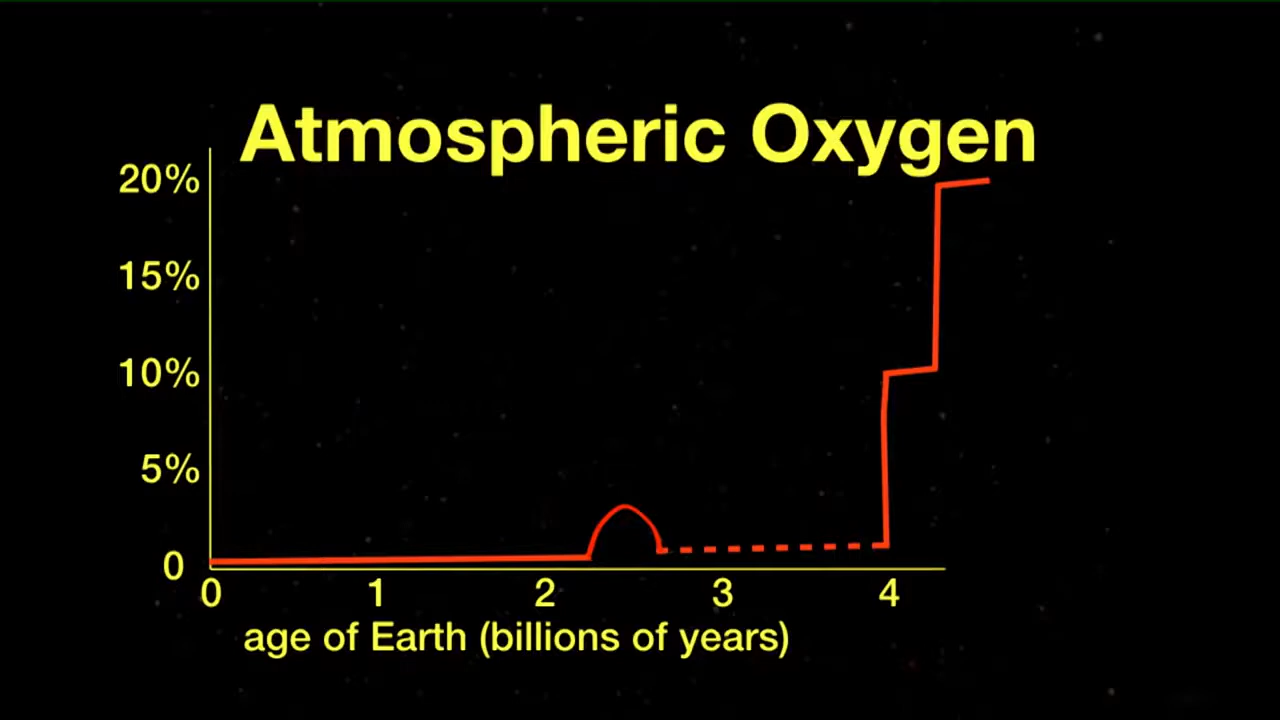 Atmospheric Oxygen
20%
15%
10%
5%
0
0 1 2 3 4
age of Earth (billions of years)